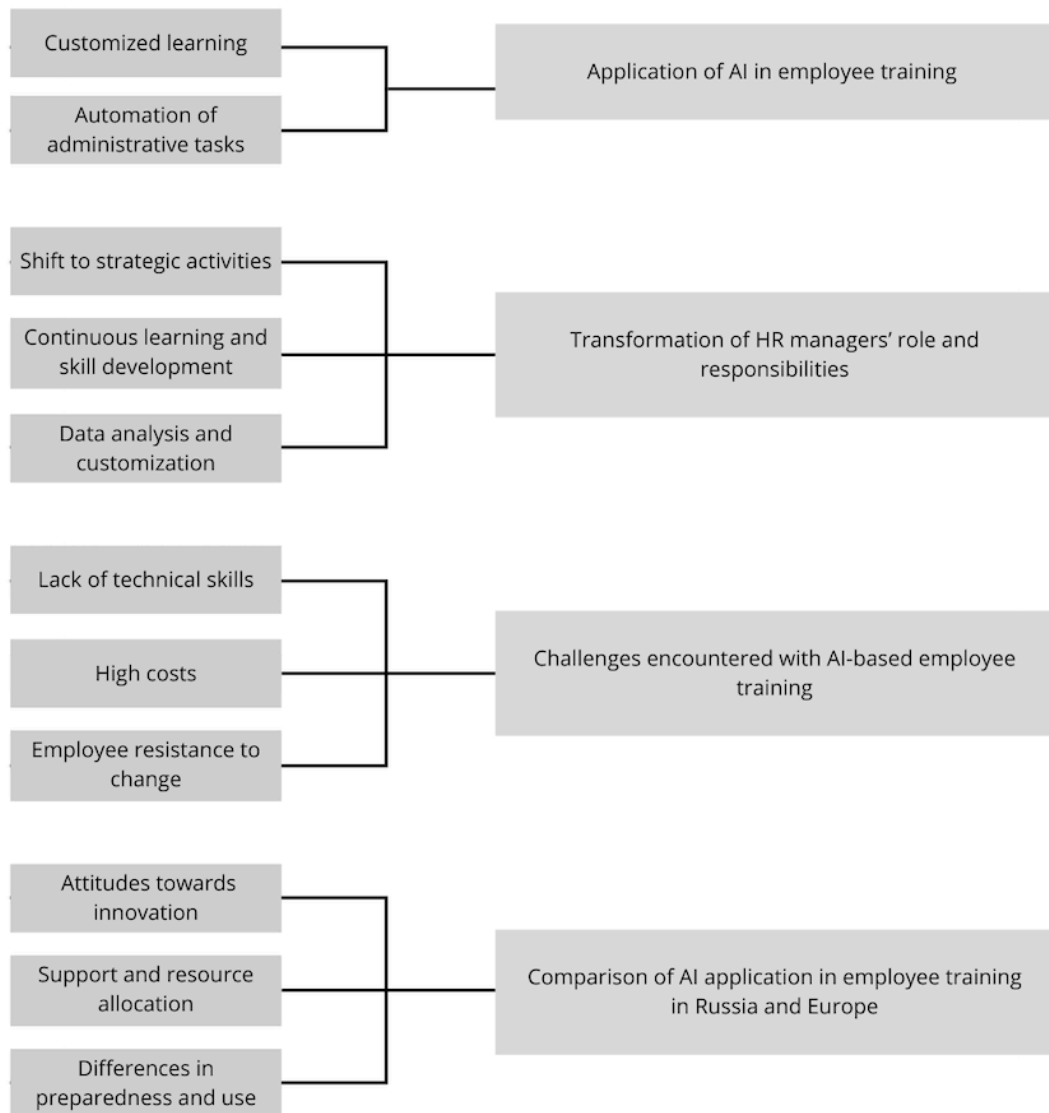 Customized learning
Application of AI in employee training
Automation of
administrative tasks
Shift to strategic activities
Continuous learning and
skill development
Transformation of HR managers’ role and
responsibilities
Data analysis and
customization
Lack of technical skills
High costs
Challenges encountered with AI-based employee
training
Employee resistance to
change
Attitudes towards
innovation
Support and resource
allocation
Comparison of AI application in employee training
in Russia and Europe
Differences in
preparedness and use